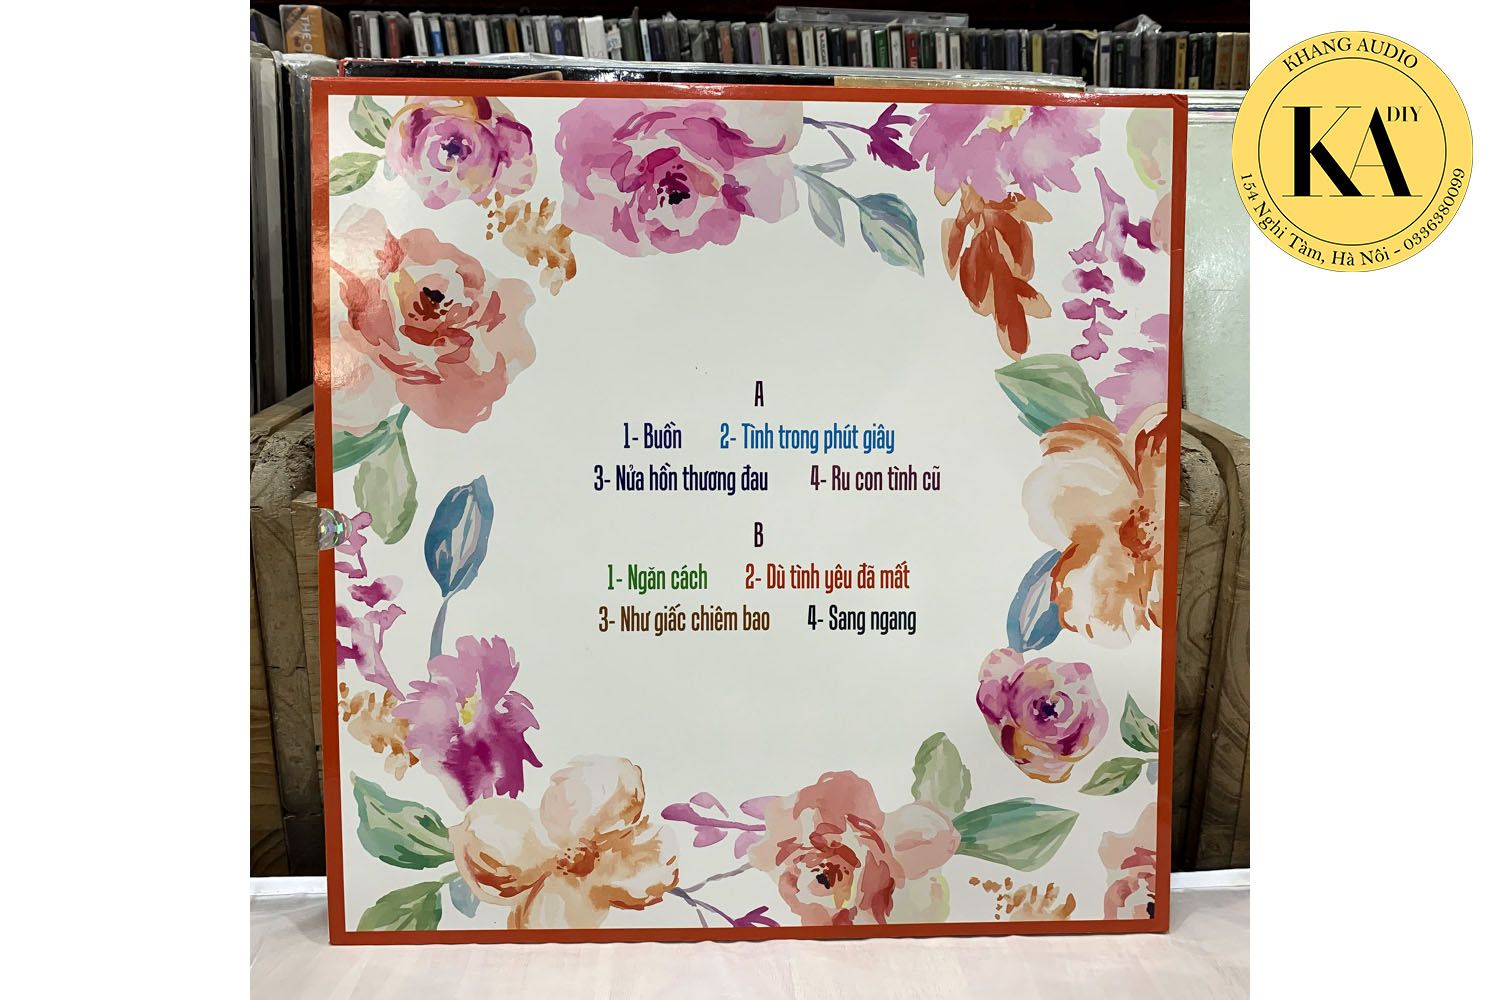 A
1- Buồn 2- Tình trong phút giây
3- Nửa hồn thương đau 4- Ru con tình cũ
B
1- Ngăn cách 2- Dù tình yêu đã mất
3- Như giấc chiêm bao 4- Sang ngang
KHANG AUDIO
KA DIY
154 Nghi Tàm, Hà Nôi - 0336380099